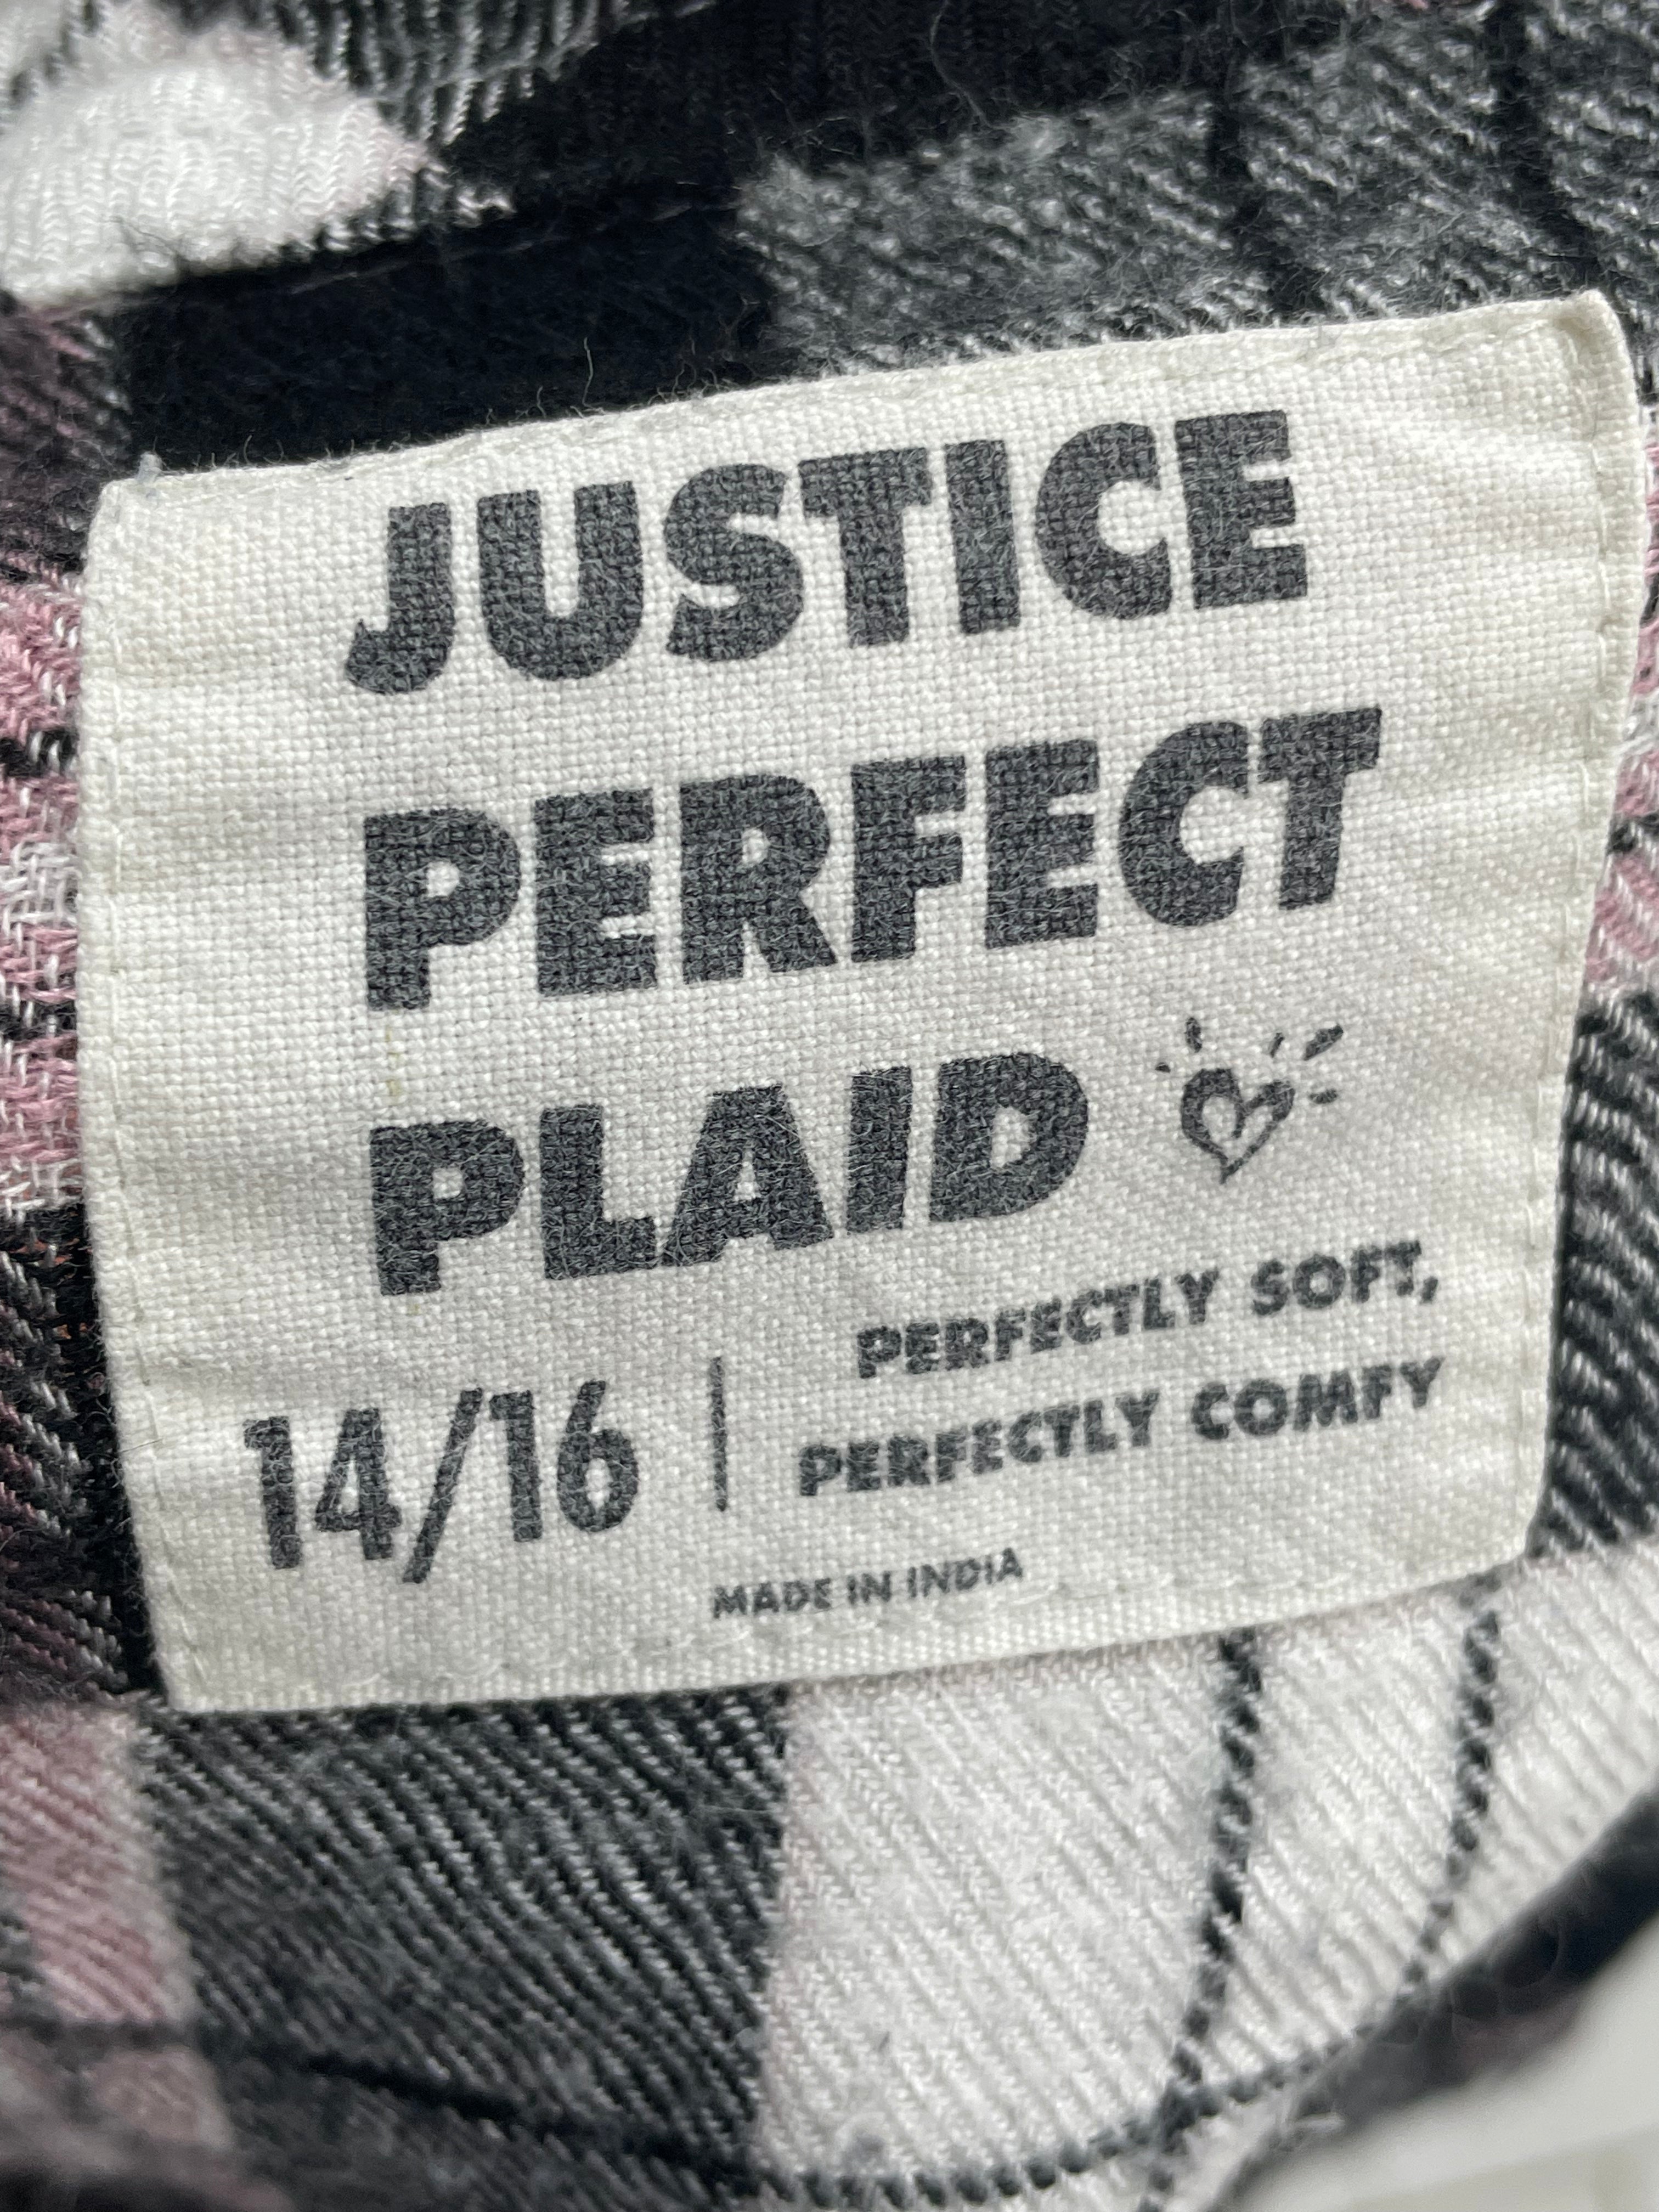 JUSTICE
PERFECT
PLAID
PERFECTLY SOFT,
14/16 | PERFECTLY COMFY
MADE IN INDIA